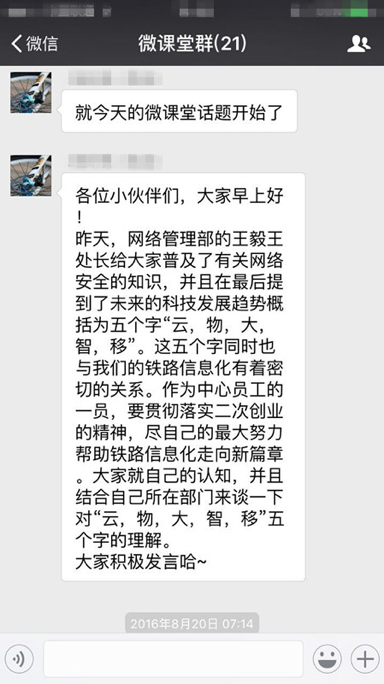 微信
微课堂群(21)
就今天的微课堂话题开始了
各位小伙伴们，大家早上好
！
昨天，网络管理部的王毅王
处长给大家普及了有关网络
安全的知识，并且在最后提
到了未来的科技发展趋势概
括为五个字“云，物，大，
智，移”。这五个字同时也
与我们的铁路信息化有着密
切的关系。作为中心员工的
一员，要贯彻落实二次创业
的精神，尽自己的最大努力
帮助铁路信息化走向新篇章
。大家就自己的认知，并且
结合自己所在部门来谈一下
对“云，物，大，智，移”五
个字的理解。
大家积极发言哈~
2016年8月20日 07:14